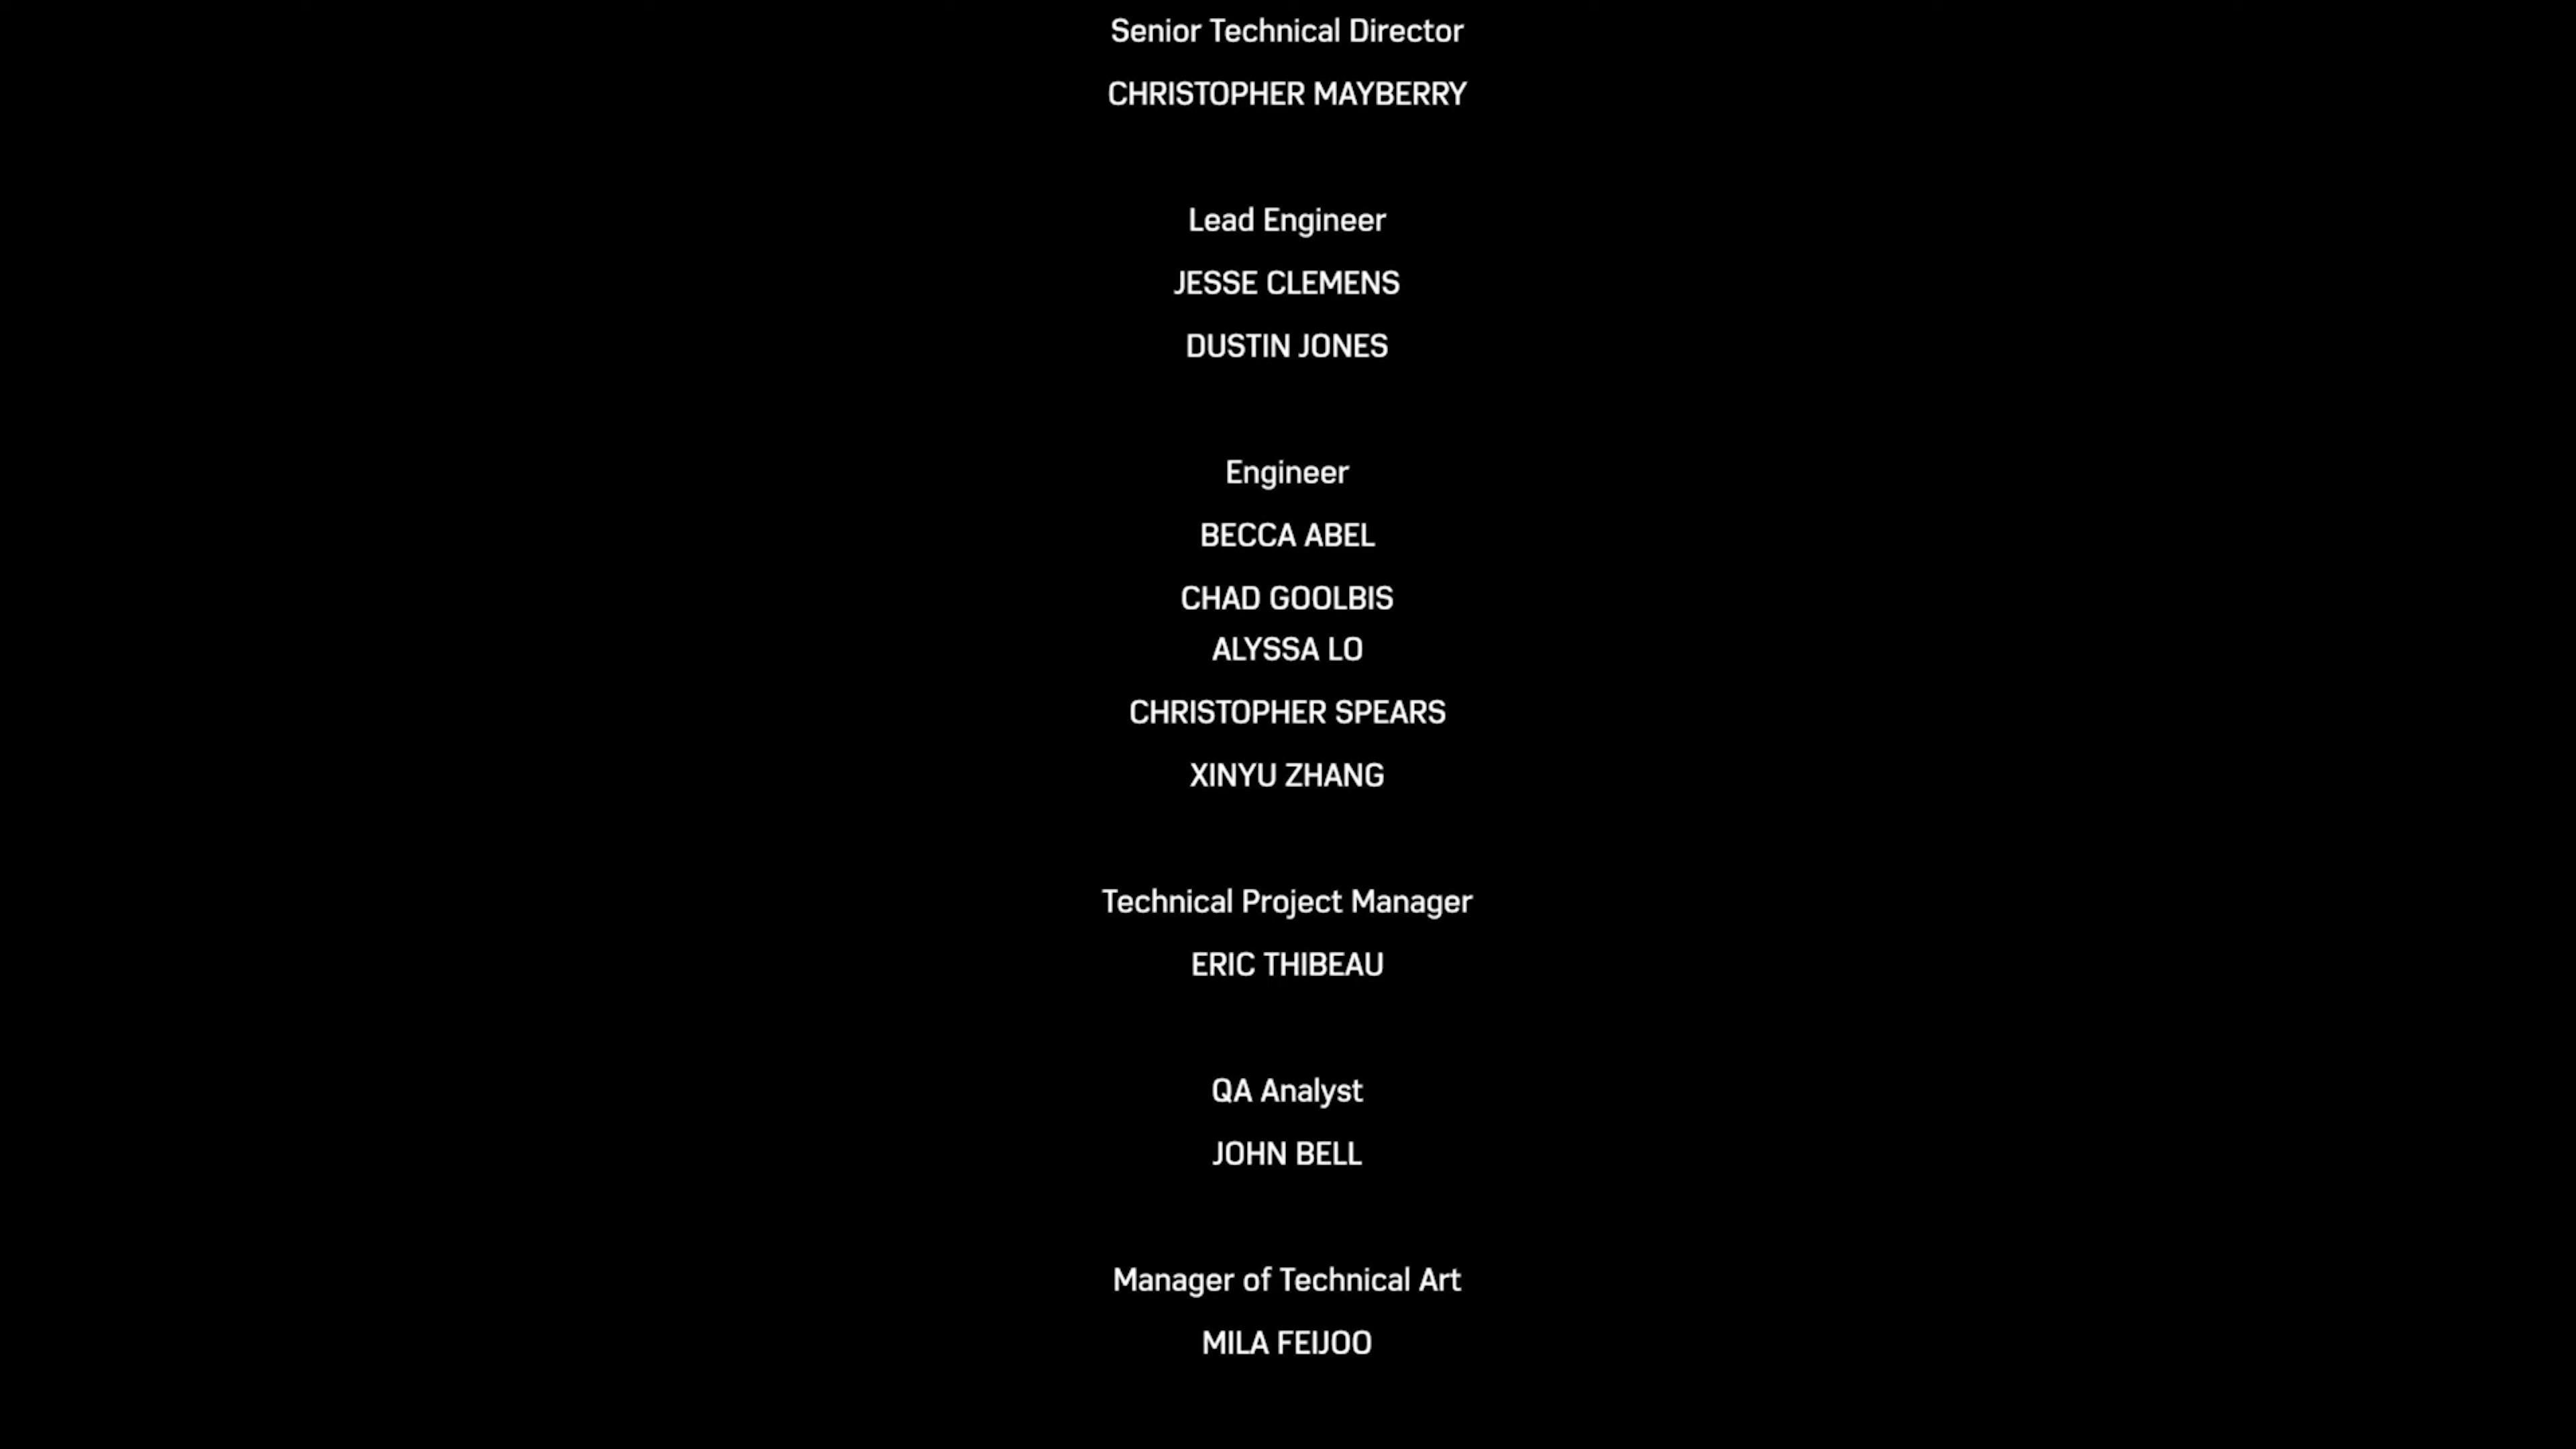 Senior Technical Director
CHRISTOPHER MAYBERRY
Lead Engineer
JESSE CLEMENS
DUSTIN JONES
Engineer
BECCA ABEL
CHAD GOOLBIS
ALYSSA LO
CHRISTOPHER SPEARS
XINYU ZHANG
Technical Project Manager
ERIC THIBEAU
QA Analyst
JOHN BELL
Manager of Technical Art
MILA FEIJOO